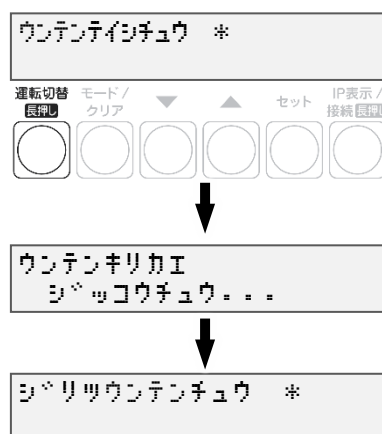 ウンテンテイシチュウ *
運転切替 モード/ ▼ ▲ セット IP表示/
長押し クリア 接続 長押し
ウンテンキリカエ
ジッコウチュウ...
ジリツウンテンチュウ *